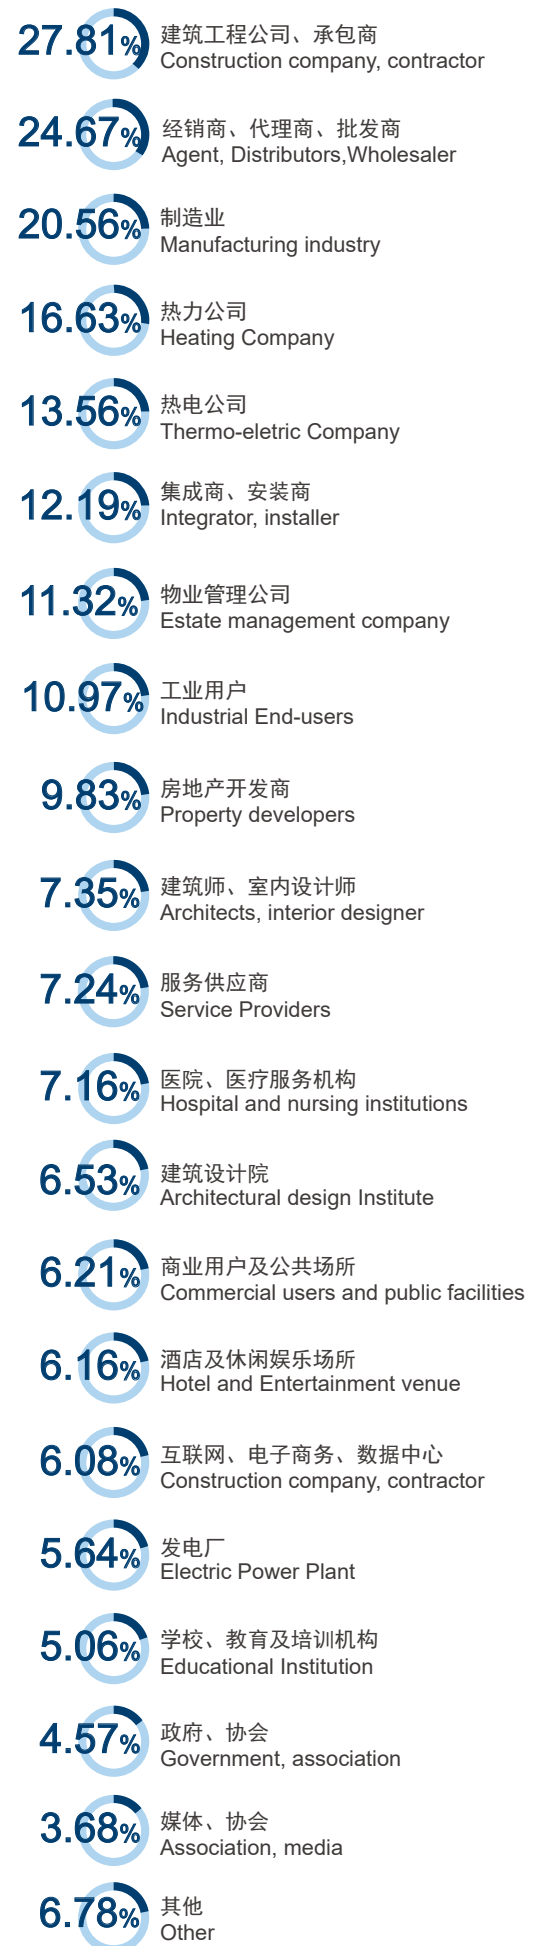 27.81%
建筑工程公司、承包商
Construction company, contractor
24.67%
经销商、代理商、批发商
Agent, Distributors,Wholesaler
20.56%
制造业
Manufacturing industry
16.63%
热力公司
Heating Company
13.56%
热电公司
Thermo-eletric Company
12.19%
集成商、安装商
Integrator, installer
11.32%
物业管理公司
Estate management company
10.97%
工业用户
Industrial End-users
9.83%
房地产开发商
Property developers
7.35%
建筑师、室内设计师
Architects, interior designer
7.24%
服务供应商
Service Providers
7.16%
医院、医疗服务机构
Hospital and nursing institutions
6.53%
建筑设计院
Architectural design Institute
6.21%
商业用户及公共场所
Commercial users and public facilities
6.16%
酒店及休闲娱乐场所
Hotel and Entertainment venue
6.08%
互联网、电子商务、数据中心
Construction company, contractor
5.64%
发电厂
Electric Power Plant
5.06%
学校、教育及培训机构
Educational Institution
4.57%
政府、协会
Government, association
3.68%
媒体、协会
Association, media
6.78%
其他
Other